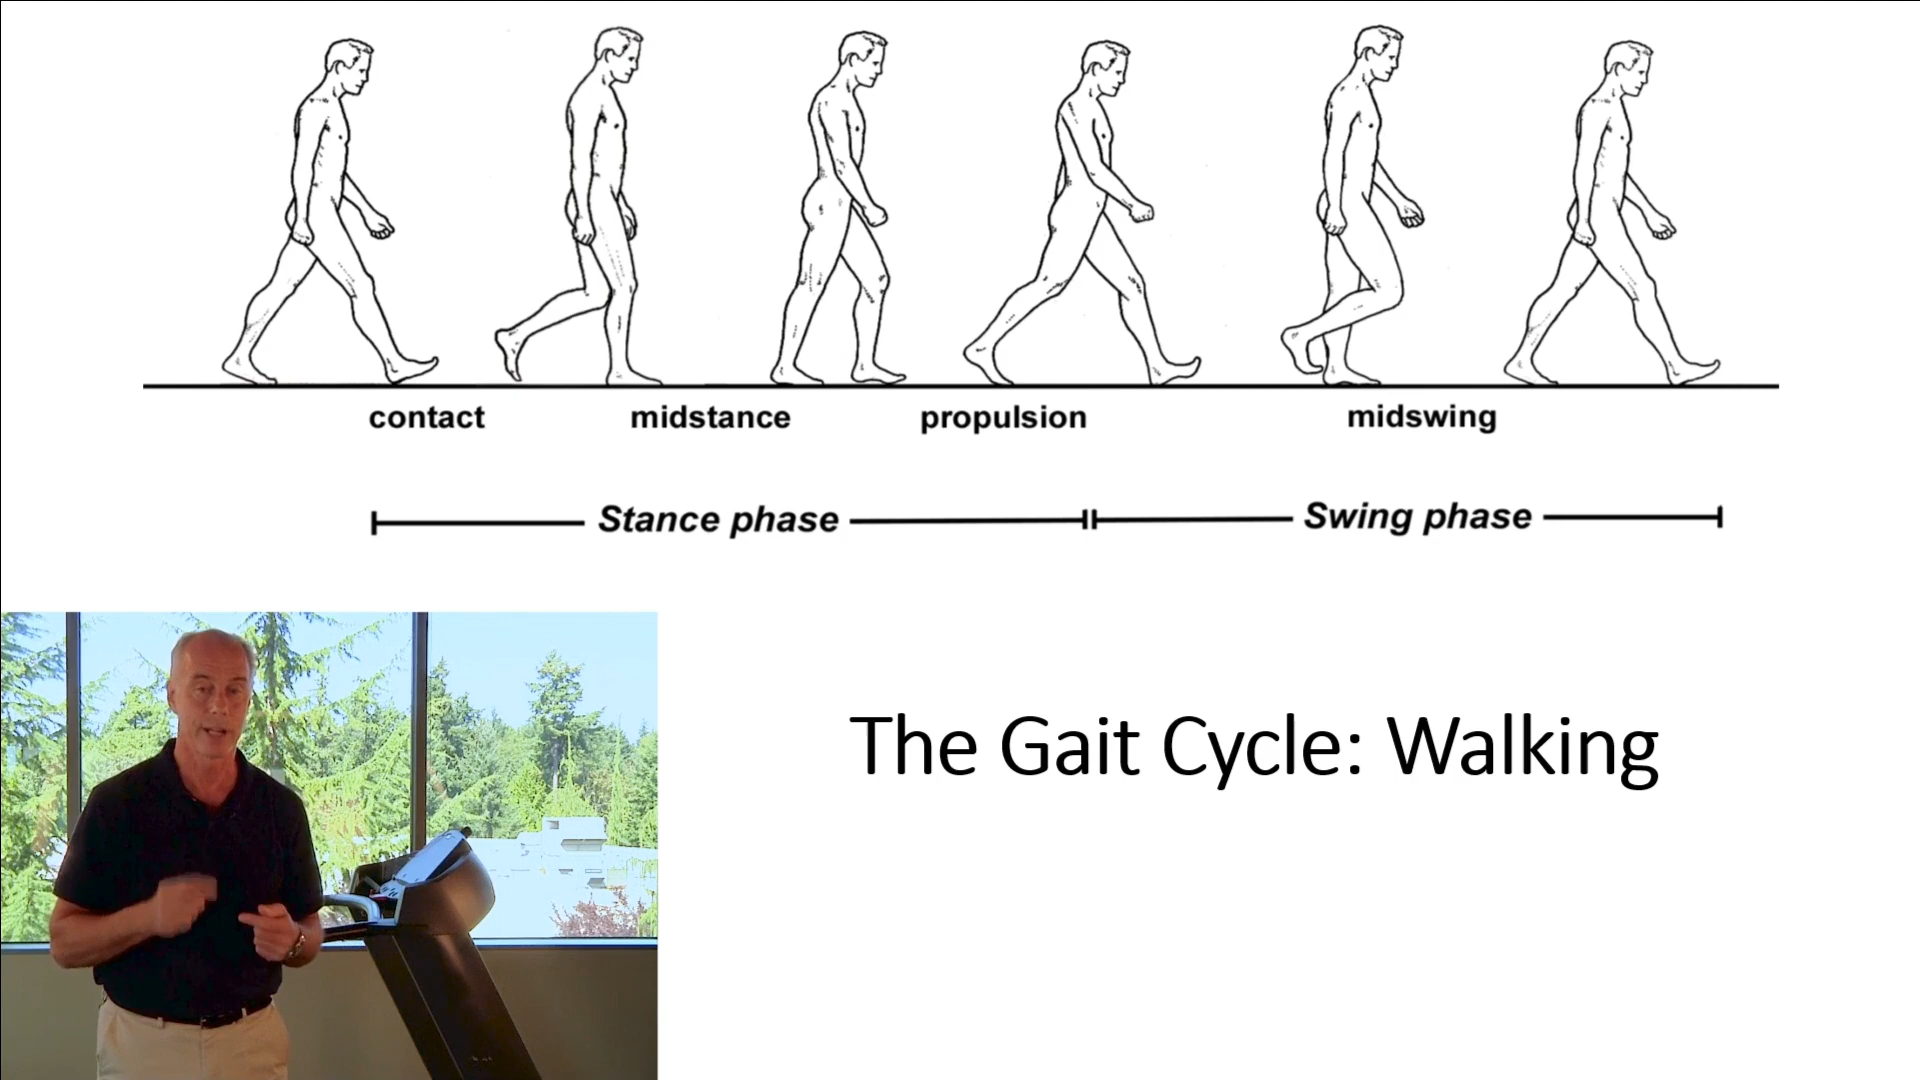 contact midstance propulsion midswing
Stance phase Swing phase
The Gait Cycle: Walking